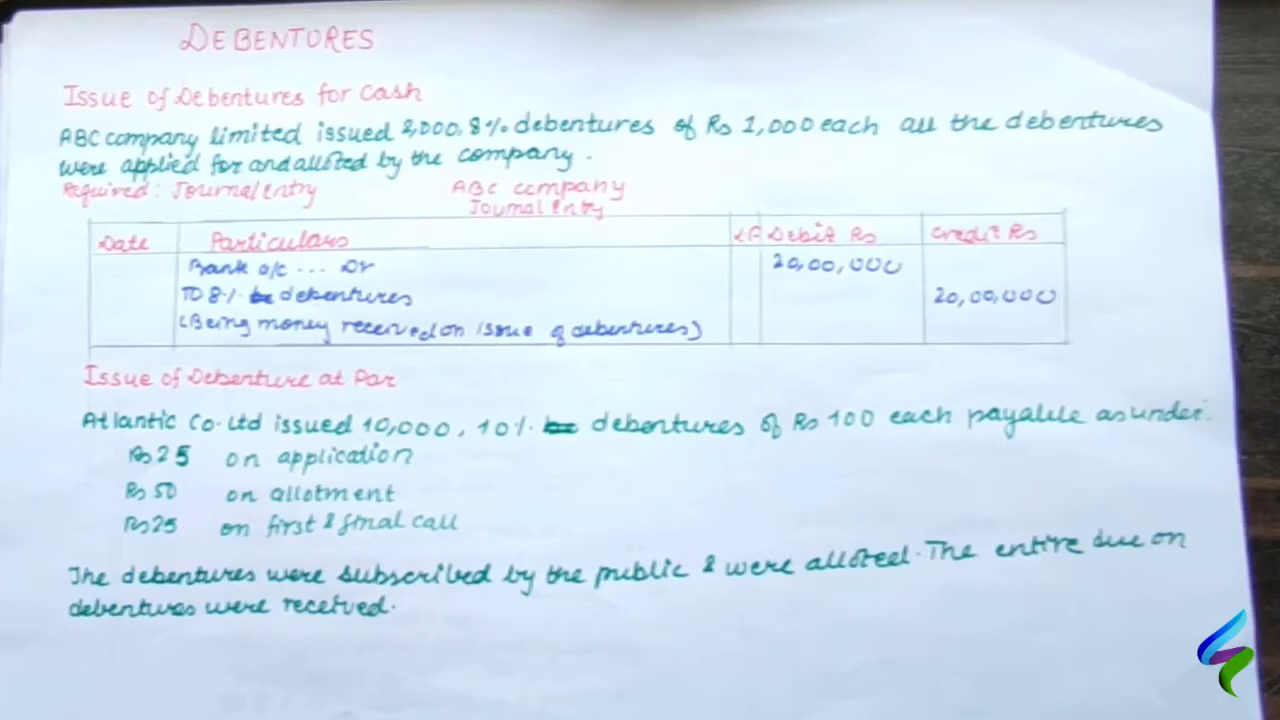 DEBENTURES
Issue of Debentures for Cash
ABC company limited issued 2,000, 8% debentures of Rs 1,000 each all the debentures
were applied for and alloted by the company.
Required: Journal Entry
ABC company
Journal Entry
Date Particulars LF Debit Rs Credit Rs
Bank a/c ... Dr 20,00,000
TO 8% debentures 20,00,000
(Being money received on issue of debentures)
Issue of Debenture at Par
Atlantic Co. Ltd issued 10,000, 10% debentures of Rs 100 each payable as under:
Rs 25 on application
Rs 50 on allotment
Rs 25 on first & final call
The debentures were subscribed by the public & were alloted. The entire due on
debentures were received.